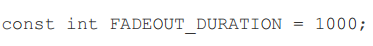 const int FADEOUT_DURATION = 1000;